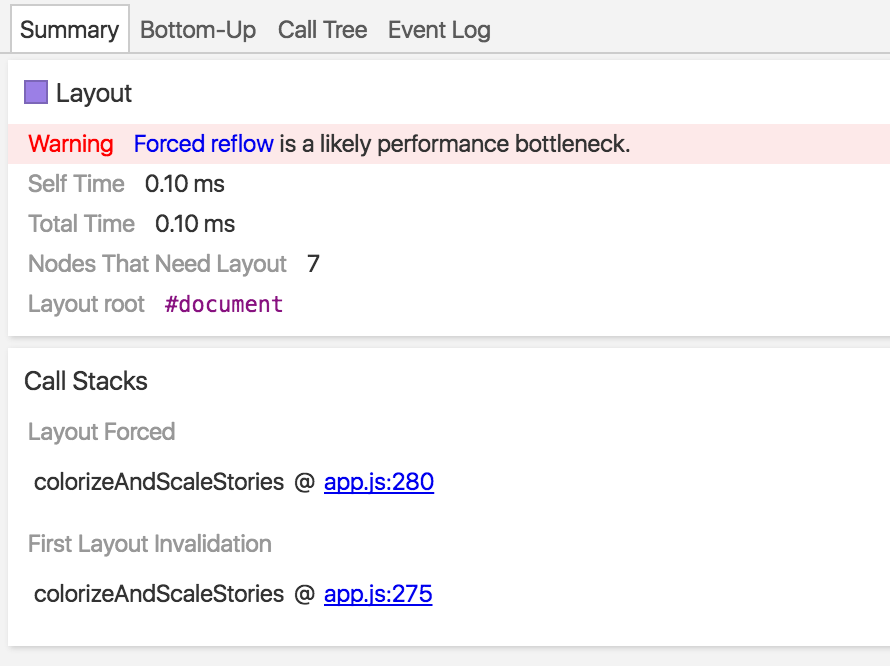 Summary Bottom-Up Call Tree Event Log
Layout
Warning Forced reflow is a likely performance bottleneck.
Self Time 0.10 ms
Total Time 0.10 ms
Nodes That Need Layout 7
Layout root #document
Call Stacks
Layout Forced
colorizeAndScaleStories @ app.js:280
First Layout Invalidation
colorizeAndScaleStories @ app.js:275